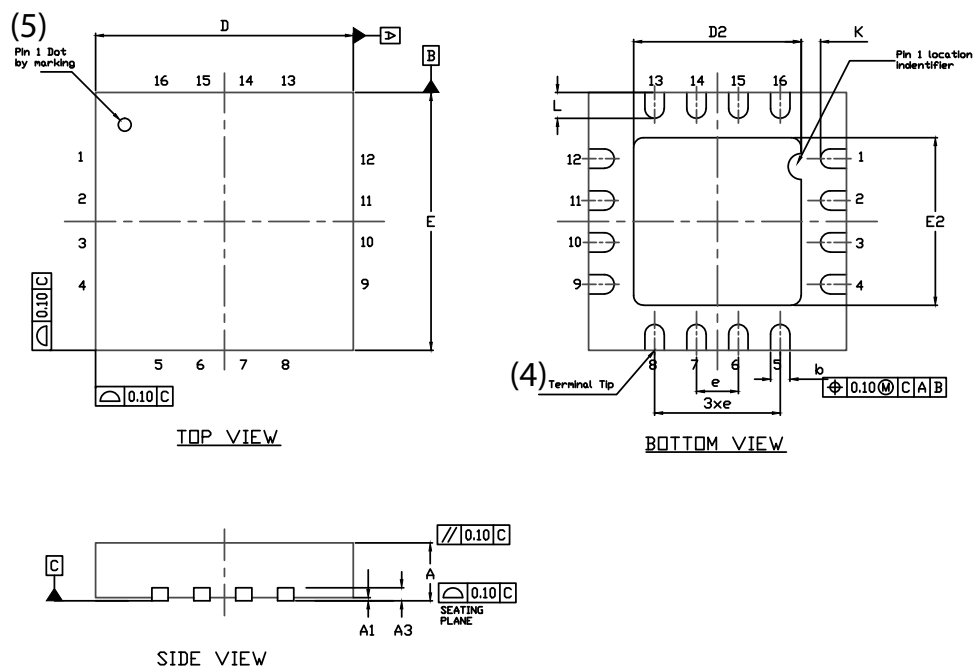 (5)
Pin 1 Dot
by marking
D
A
B
16 15 14 13
1
2
3
4
12
11
10
9
E
0.10 C
5 6 7 8
0.10 C
TOP VIEW
D2
K
Pin 1 location
indentifier
13 14 15 16
L
12
11
10
9
1
2
3
4
E2
8 7 6 5
b
(4) Terminal Tip
e
3xe
⌖ 0.10 Ⓜ C A B
BOTTOM VIEW
// 0.10 C
C
A
0.10 C
SEATING
PLANE
A1 A3
SIDE VIEW